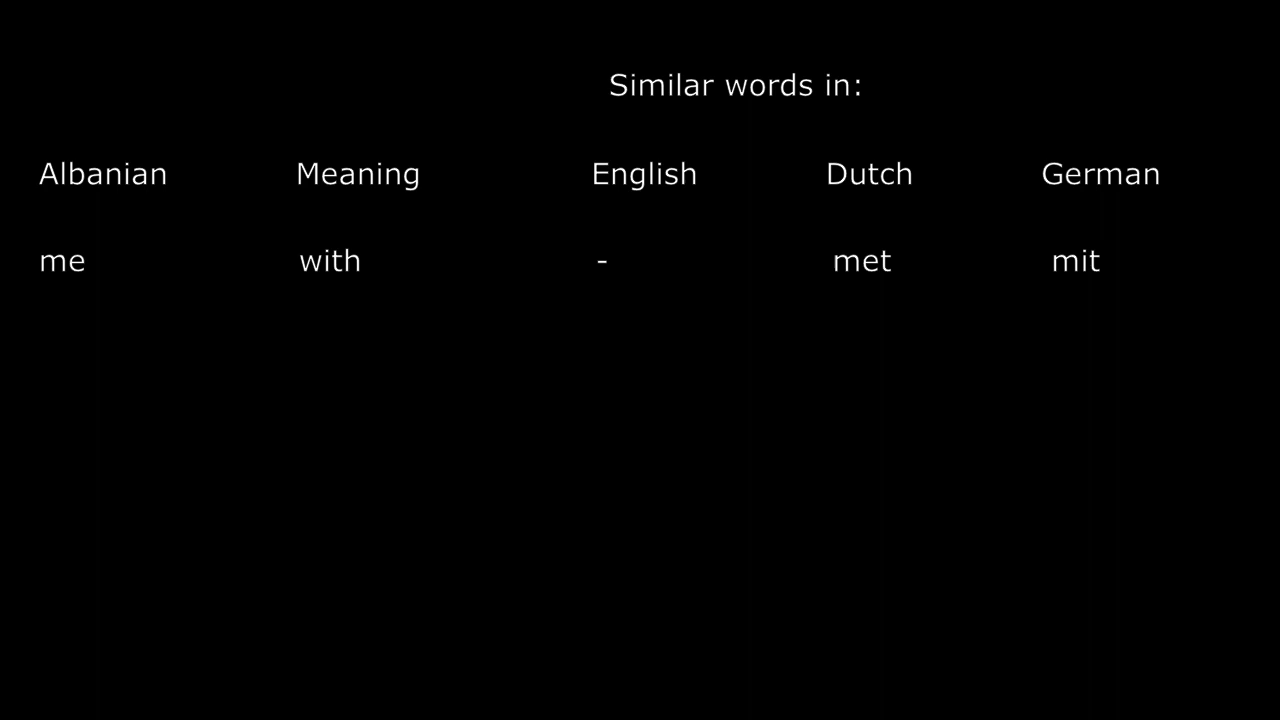 Similar words in:
Albanian Meaning English Dutch German
me with - met mit